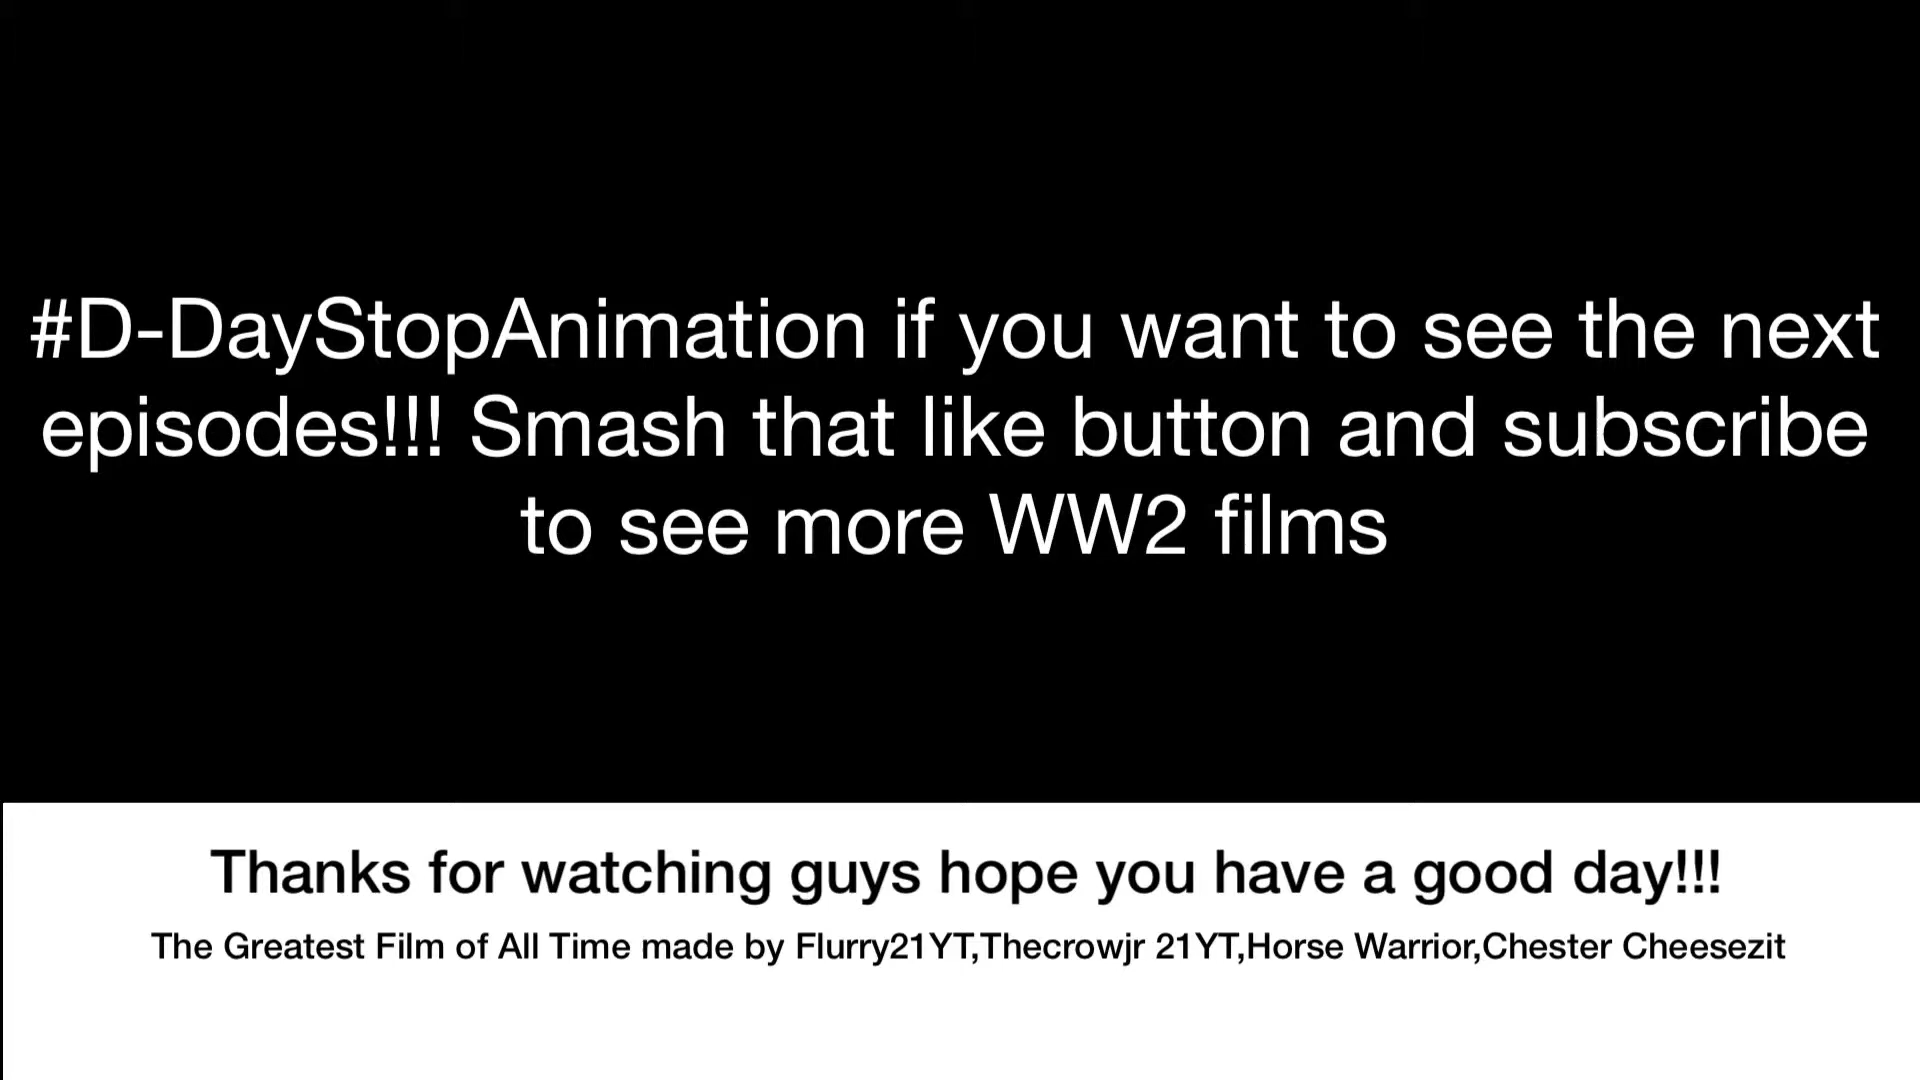 #D-DayStopAnimation if you want to see the next
episodes!!! Smash that like button and subscribe
to see more WW2 films
Thanks for watching guys hope you have a good day!!!
The Greatest Film of All Time made by Flurry21YT,Thecrowjr 21YT,Horse Warrior,Chester Cheesezit